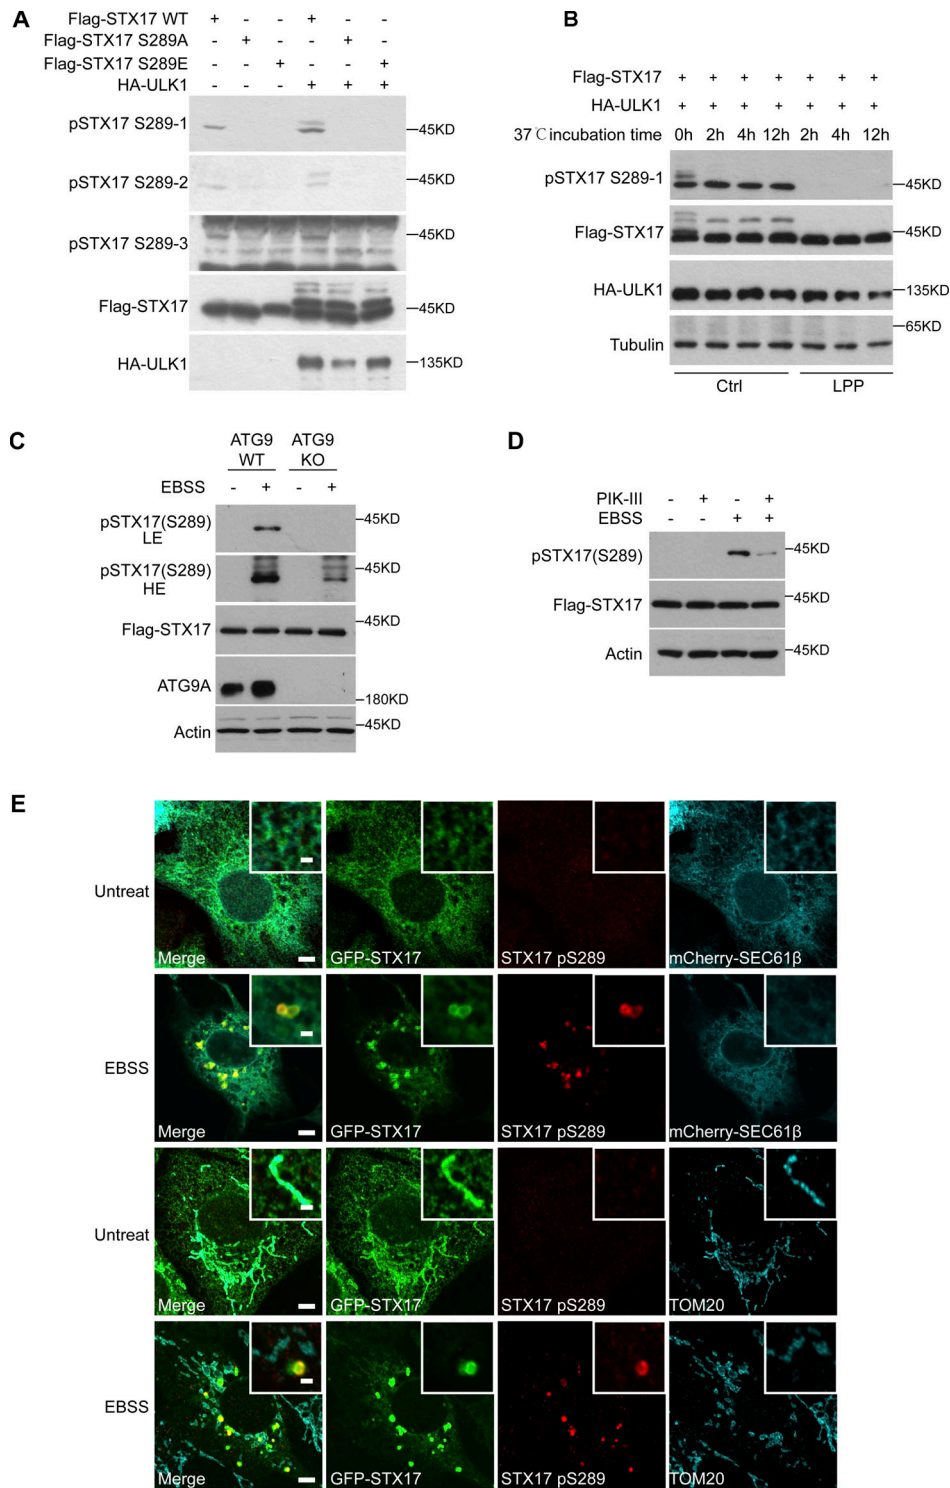 A
Flag-STX17 WT + - - + - -
Flag-STX17 S289A - + - - + -
Flag-STX17 S289E - - + - - +
HA-ULK1 - - - + + +
pSTX17 S289-1 45KD
pSTX17 S289-2 45KD
pSTX17 S289-3 45KD
Flag-STX17 45KD
HA-ULK1 135KD
B
Flag-STX17 + + + + + + +
HA-ULK1 + + + + + + +
37℃ incubation time 0h 2h 4h 12h 2h 4h 12h
pSTX17 S289-1 45KD
Flag-STX17 45KD
HA-ULK1 135KD
65KD
Tubulin
Ctrl LPP
C
ATG9 ATG9
WT KO
EBSS - + - +
pSTX17(S289) 45KD
LE
pSTX17(S289) 45KD
HE
Flag-STX17 45KD
ATG9A 180KD
Actin 45KD
D
PIK-III - + - +
EBSS - - + +
pSTX17(S289) 45KD
Flag-STX17 45KD
Actin 45KD
E
Untreat
Merge GFP-STX17 STX17 pS289 mCherry-SEC61β
EBSS
Merge GFP-STX17 STX17 pS289 mCherry-SEC61β
Untreat
Merge GFP-STX17 STX17 pS289 TOM20
EBSS
Merge GFP-STX17 STX17 pS289 TOM20